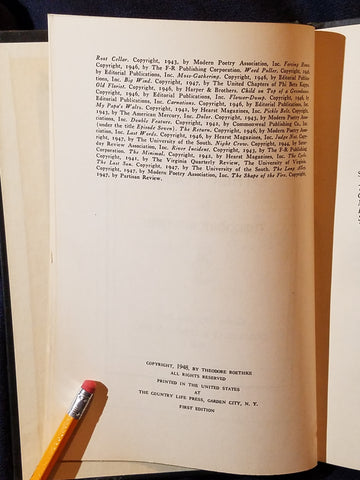 Root Cellar. Copyright, 1943, by Modern Poetry Association, Inc. Forcing House.
Copyright, 1946, by The F-R Publishing Corporation. Weed Puller. Copyright, 1946,
by Editorial Publications, Inc. Moss-Gathering. Copyright, 1946, by Editorial Publica-
tions, Inc. Big Wind. Copyright, 1947, by The United Chapters of Phi Beta Kappa.
Old Florist. Copyright, 1946, by Harper & Brothers. Child on Top of a Greenhouse.
Copyright, 1946, by Editorial Publications, Inc. Flower-Dump. Copyright, 1946, by
Editorial Publications, Inc. Carnations. Copyright, 1946, by Editorial Publications, Inc.
My Papa's Waltz. Copyright, 1942, by Hearst Magazines, Inc. Pickle Belt. Copyright,
1943, by The American Mercury, Inc. Dolor. Copyright, 1943, by Modern Poetry Associa-
tion, Inc. Double Feature. Copyright, 1942, by Commonweal Publishing Co, Inc.
(under the title Episode Seven). The Return. Copyright, 1946, by Modern Poetry Asso-
ciation, Inc. Last Words. Copyright, 1946, by Hearst Magazines, Inc. Judge Not. Copy-
right, 1947, by The University of the South. Night Crow. Copyright, 1944, by Satur-
day Review Association, Inc. River Incident. Copyright, by The F-R Publishing
Corporation. The Minimal. Copyright, 1942, by Hearst Magazines, Inc. The Cycle.
Copyright, 1941, by The Virginia Quarterly Review, The University of Virginia.
The Lost Son. Copyright, 1947, by The University of the South. The Long Alley.
Copyright, 1947, by Modern Poetry Association, Inc. The Shape of the Fire. Copyright,
1947, by Partisan Review.
COPYRIGHT, 1948, BY THEODORE ROETHKE
ALL RIGHTS RESERVED
PRINTED IN THE UNITED STATES
AT
THE COUNTRY LIFE PRESS, GARDEN CITY, N. Y.
FIRST EDITION